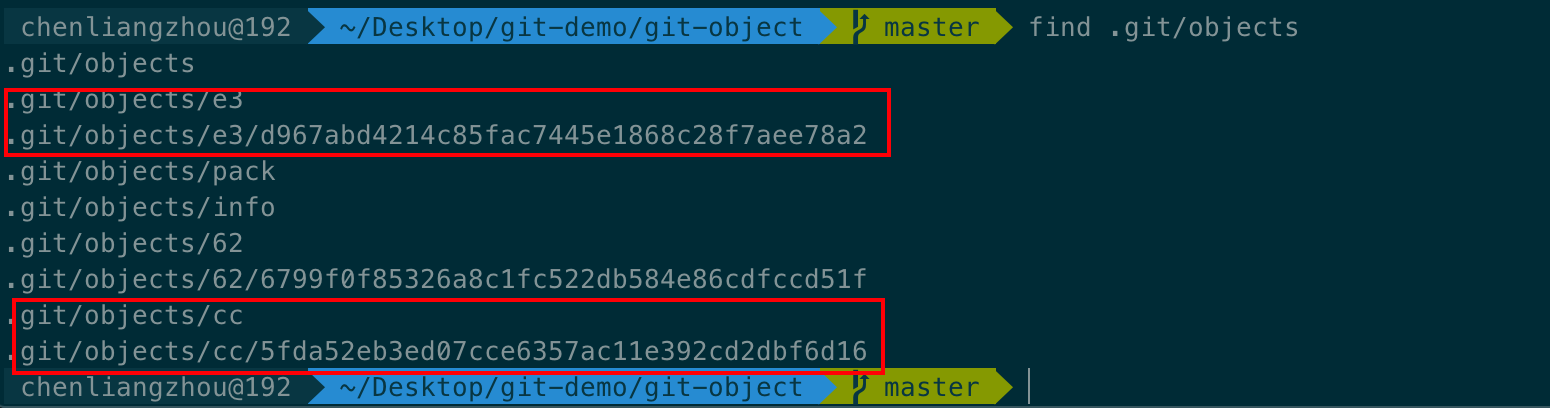 chenliangzhou@192 ~/Desktop/git-demo/git-object master find .git/objects
.git/objects
.git/objects/e3
.git/objects/e3/d967abd4214c85fac7445e1868c28f7aee78a2
.git/objects/pack
.git/objects/info
.git/objects/62
.git/objects/62/6799f0f85326a8c1fc522db584e86cdfccd51f
.git/objects/cc
.git/objects/cc/5fda52eb3ed07cce6357ac11e392cd2dbf6d16
chenliangzhou@192 ~/Desktop/git-demo/git-object master